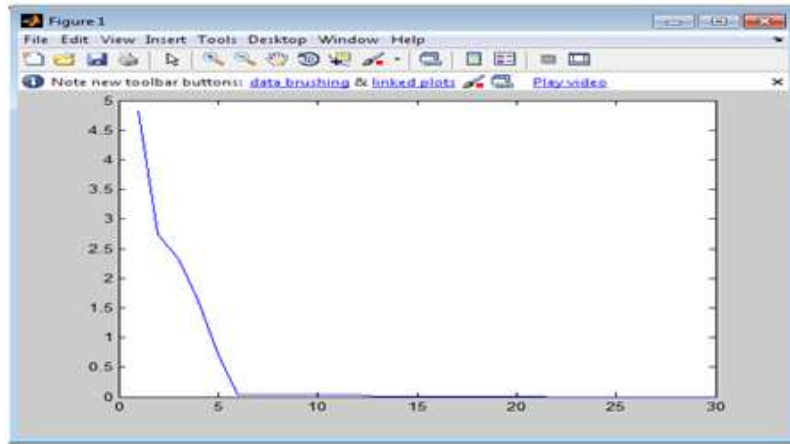 Figure 1
File Edit View Insert Tools Desktop Window Help
Note new toolbar buttons: data brushing & linked plots Play video
5
4.5
4
3.5
3
2.5
2
1.5
1
0.5
0
0 5 10 15 20 25 30